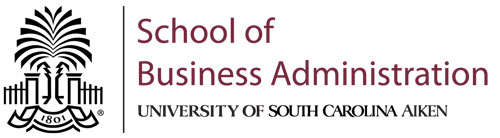 School of
Business Administration
UNIVERSITY OF SOUTH CAROLINA AIKEN
1801
®